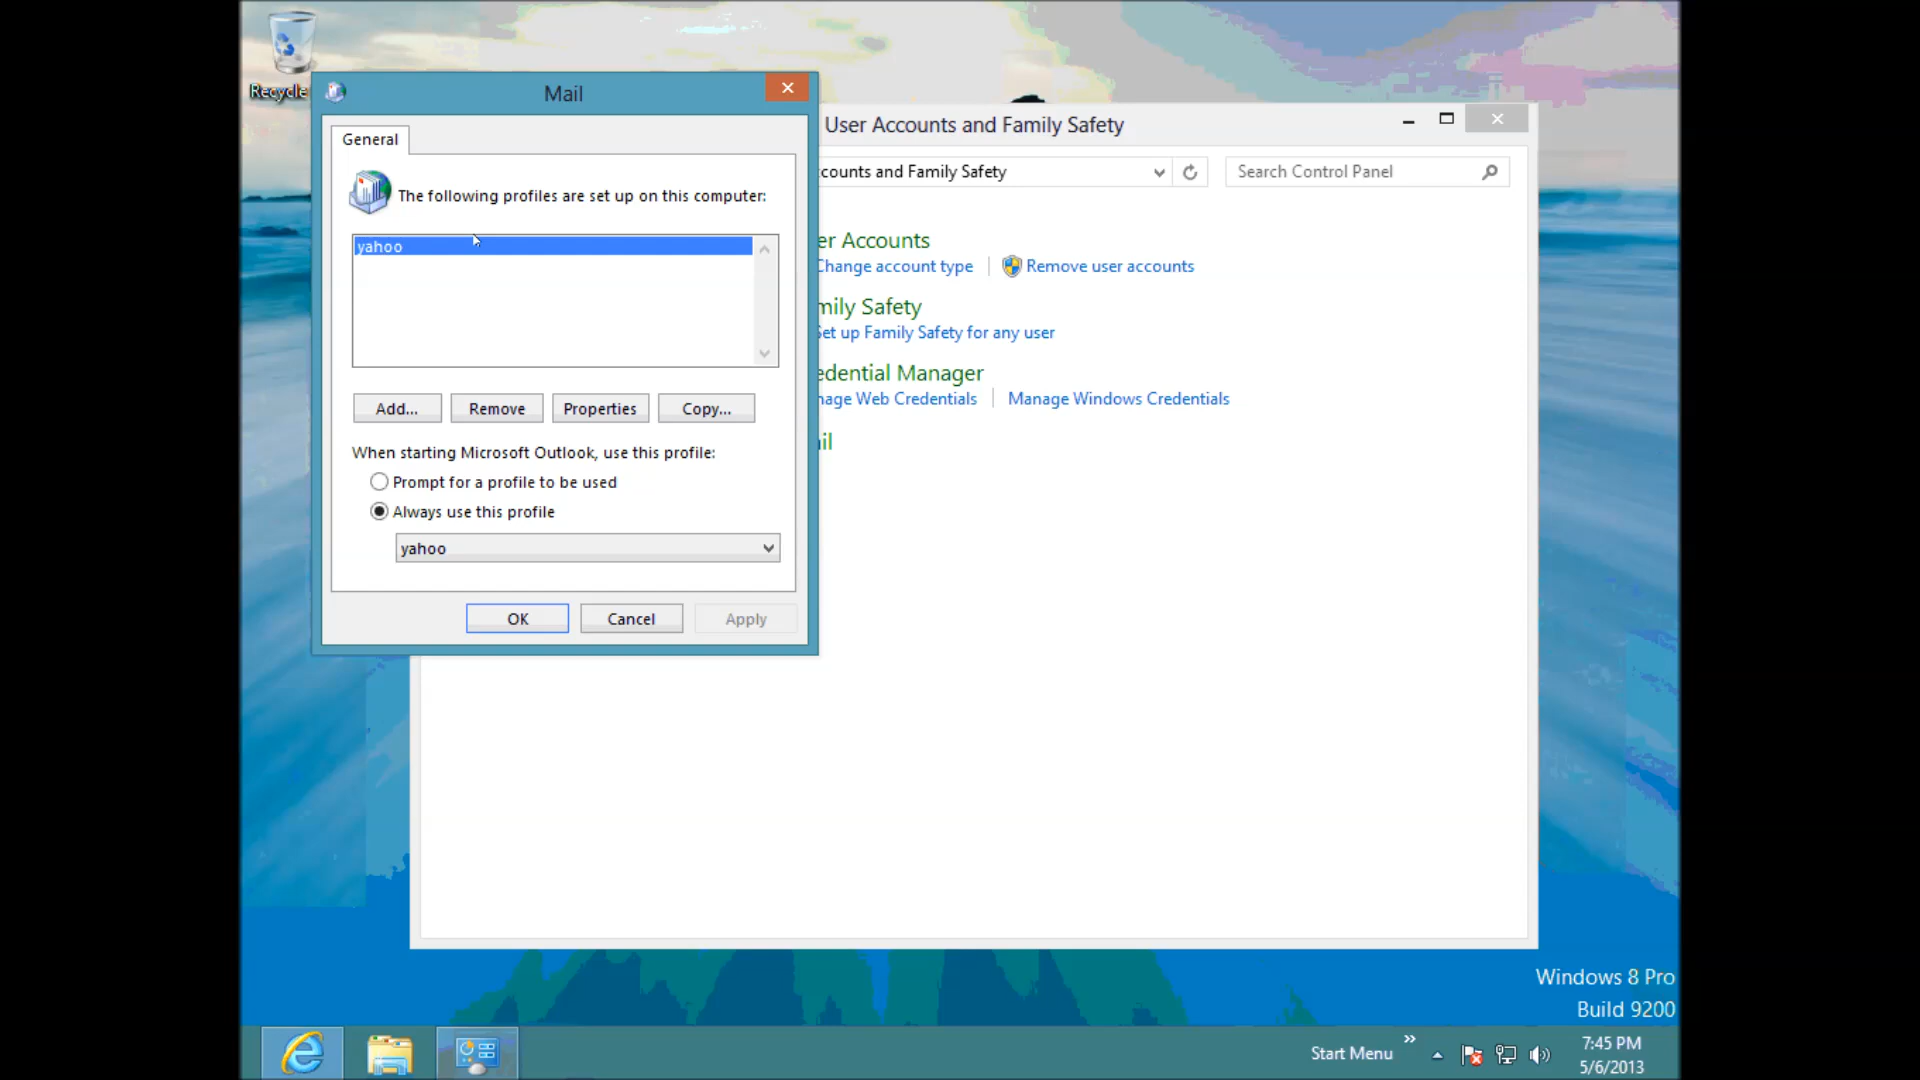 Recycle
Mail
General
The following profiles are set up on this computer:
yahoo
Add...
Remove
Properties
Copy...
When starting Microsoft Outlook, use this profile:
Prompt for a profile to be used
Always use this profile
yahoo
OK
Cancel
Apply
User Accounts and Family Safety
counts and Family Safety
Search Control Panel
er Accounts
Change account type
Remove user accounts
mily Safety
Set up Family Safety for any user
edential Manager
nage Web Credentials
Manage Windows Credentials
il
Windows 8 Pro
Build 9200
Start Menu
7:45 PM
5/6/2013